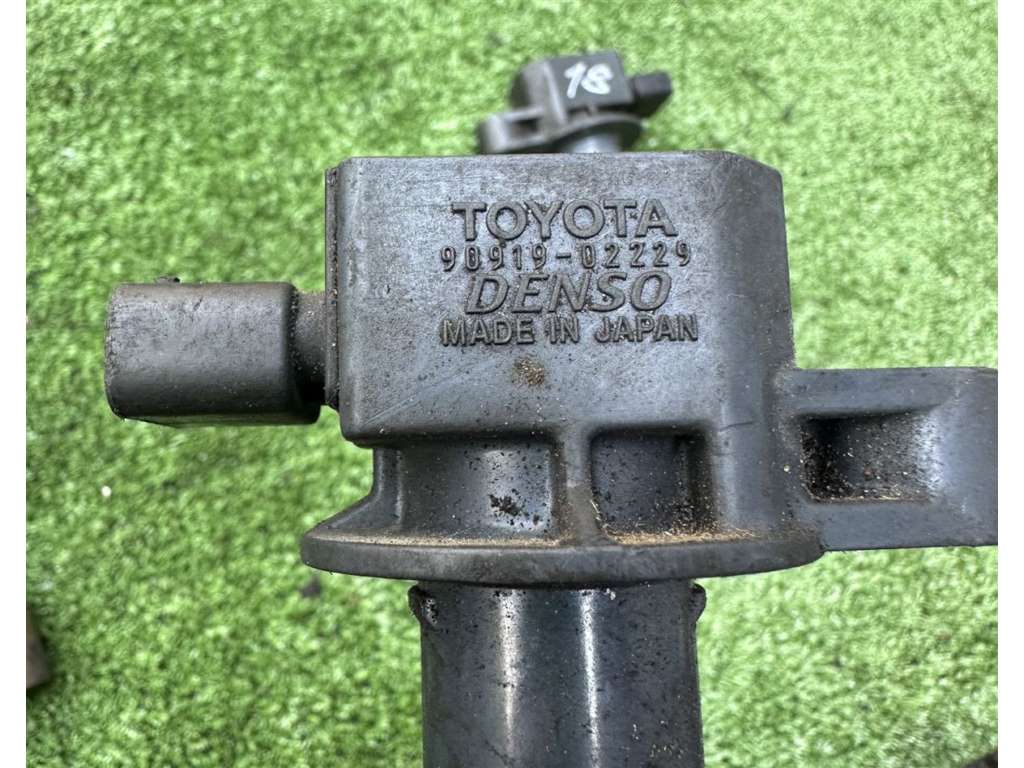 18
TOYOTA
90919-02229
DENSO
MADE IN JAPAN